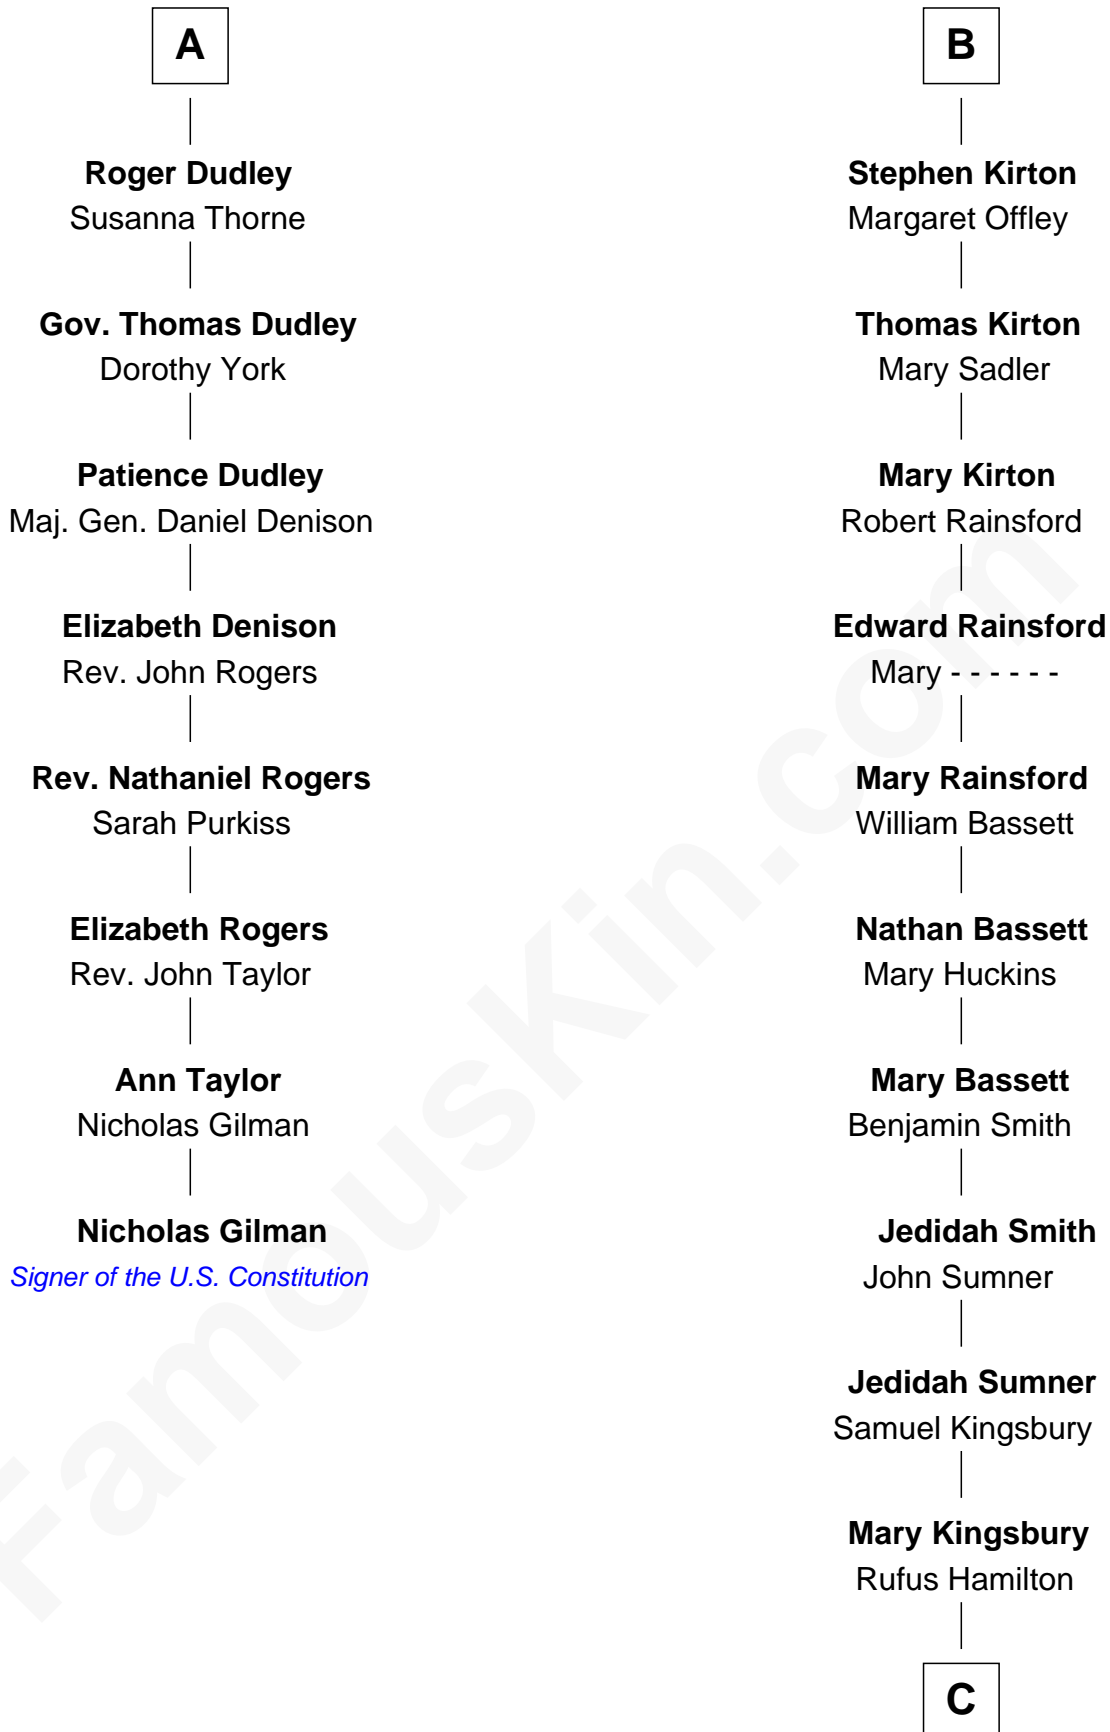 A
Roger Dudley
Susanna Thorne
Gov. Thomas Dudley
Dorothy York
Patience Dudley
Maj. Gen. Daniel Denison
Elizabeth Denison
Rev. John Rogers
Rev. Nathaniel Rogers
Sarah Purkiss
Elizabeth Rogers
Rev. John Taylor
Ann Taylor
Nicholas Gilman
Nicholas Gilman
Signer of the U.S. Constitution
B
Stephen Kirton
Margaret Offley
Thomas Kirton
Mary Sadler
Mary Kirton
Robert Rainsford
Edward Rainsford
Mary - - - - - -
Mary Rainsford
William Bassett
Nathan Bassett
Mary Huckins
Mary Bassett
Benjamin Smith
Jedidah Smith
John Sumner
Jedidah Sumner
Samuel Kingsbury
Mary Kingsbury
Rufus Hamilton
C
FamousKin.com